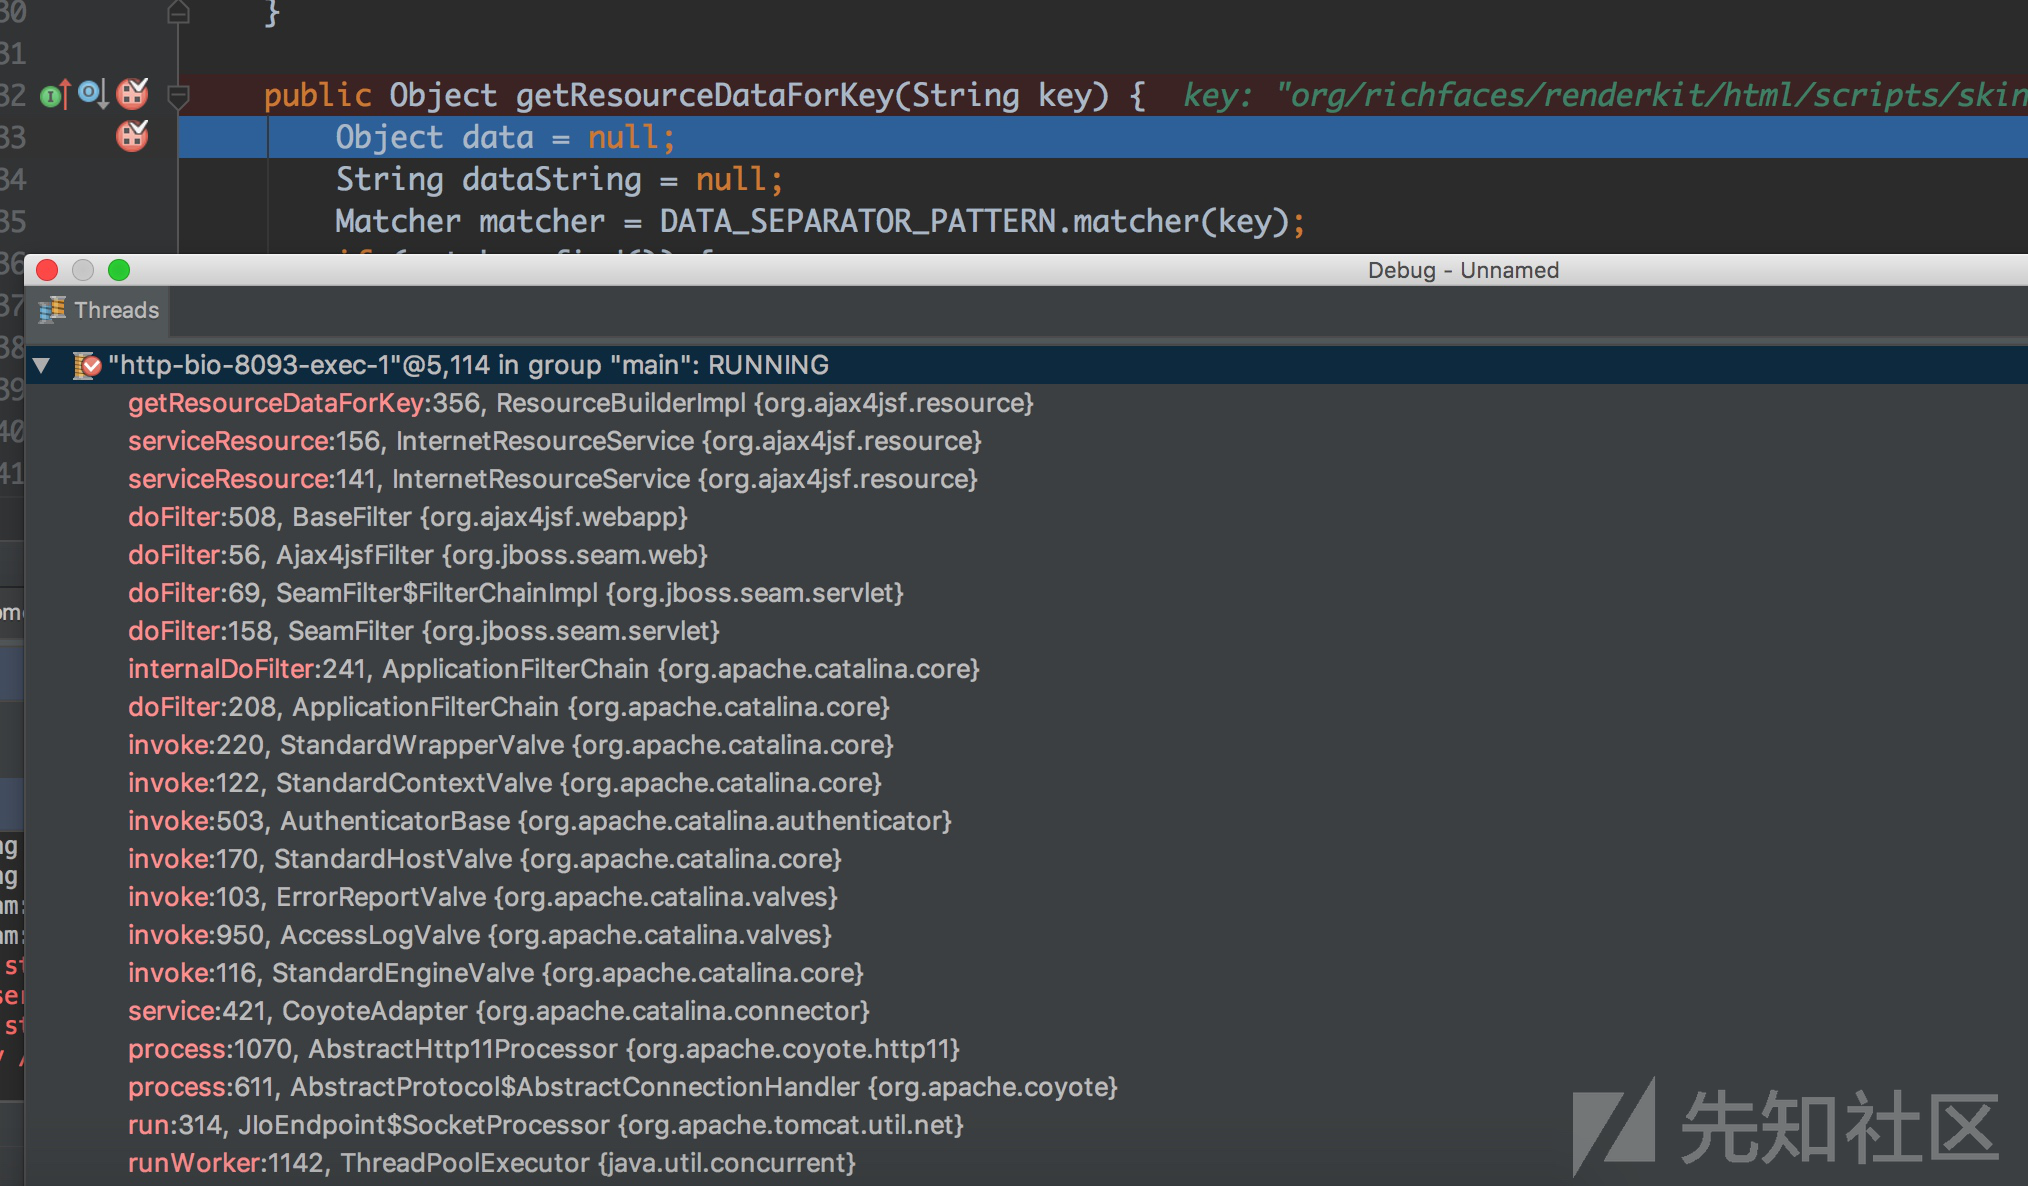 30 }
31
32 public Object getResourceDataForKey(String key) { key: "org/richfaces/renderkit/html/scripts/skin
33 Object data = null;
34 String dataString = null;
35 Matcher matcher = DATA_SEPARATOR_PATTERN.matcher(key);
36
Debug - Unnamed
37
Threads
38
"http-bio-8093-exec-1"@5,114 in group "main": RUNNING
39
getResourceDataForKey:356, ResourceBuilderImpl {org.ajax4jsf.resource}
40
serviceResource:156, InternetResourceService {org.ajax4jsf.resource}
41
serviceResource:141, InternetResourceService {org.ajax4jsf.resource}
doFilter:508, BaseFilter {org.ajax4jsf.webapp}
doFilter:56, Ajax4jsfFilter {org.jboss.seam.web}
doFilter:69, SeamFilter$FilterChainImpl {org.jboss.seam.servlet}
doFilter:158, SeamFilter {org.jboss.seam.servlet}
internalDoFilter:241, ApplicationFilterChain {org.apache.catalina.core}
doFilter:208, ApplicationFilterChain {org.apache.catalina.core}
invoke:220, StandardWrapperValve {org.apache.catalina.core}
invoke:122, StandardContextValve {org.apache.catalina.core}
invoke:503, AuthenticatorBase {org.apache.catalina.authenticator}
invoke:170, StandardHostValve {org.apache.catalina.core}
invoke:103, ErrorReportValve {org.apache.catalina.valves}
invoke:950, AccessLogValve {org.apache.catalina.valves}
invoke:116, StandardEngineValve {org.apache.catalina.core}
service:421, CoyoteAdapter {org.apache.catalina.connector}
process:1070, AbstractHttp11Processor {org.apache.coyote.http11}
process:611, AbstractProtocol$AbstractConnectionHandler {org.apache.coyote}
run:314, JIoEndpoint$SocketProcessor {org.apache.tomcat.util.net}
runWorker:1142, ThreadPoolExecutor {java.util.concurrent}
先知社区